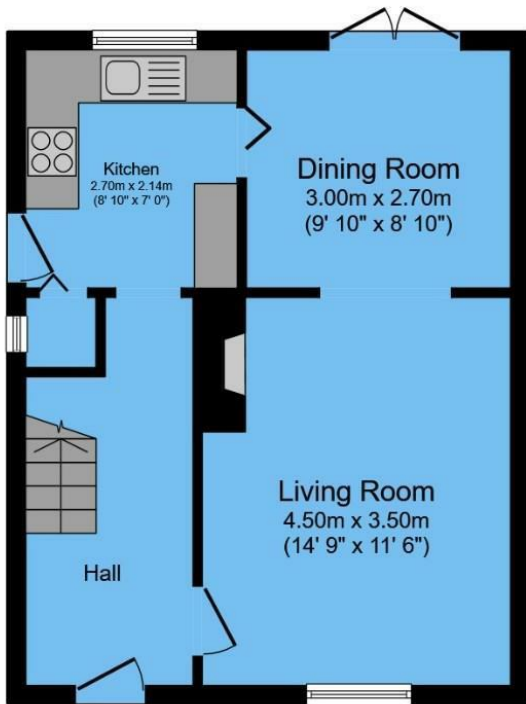 Kitchen
2.70m x 2.14m
(8' 10" x 7' 0")
Dining Room
3.00m x 2.70m
(9' 10" x 8' 10")
Living Room
4.50m x 3.50m
(14' 9" x 11' 6")
Hall